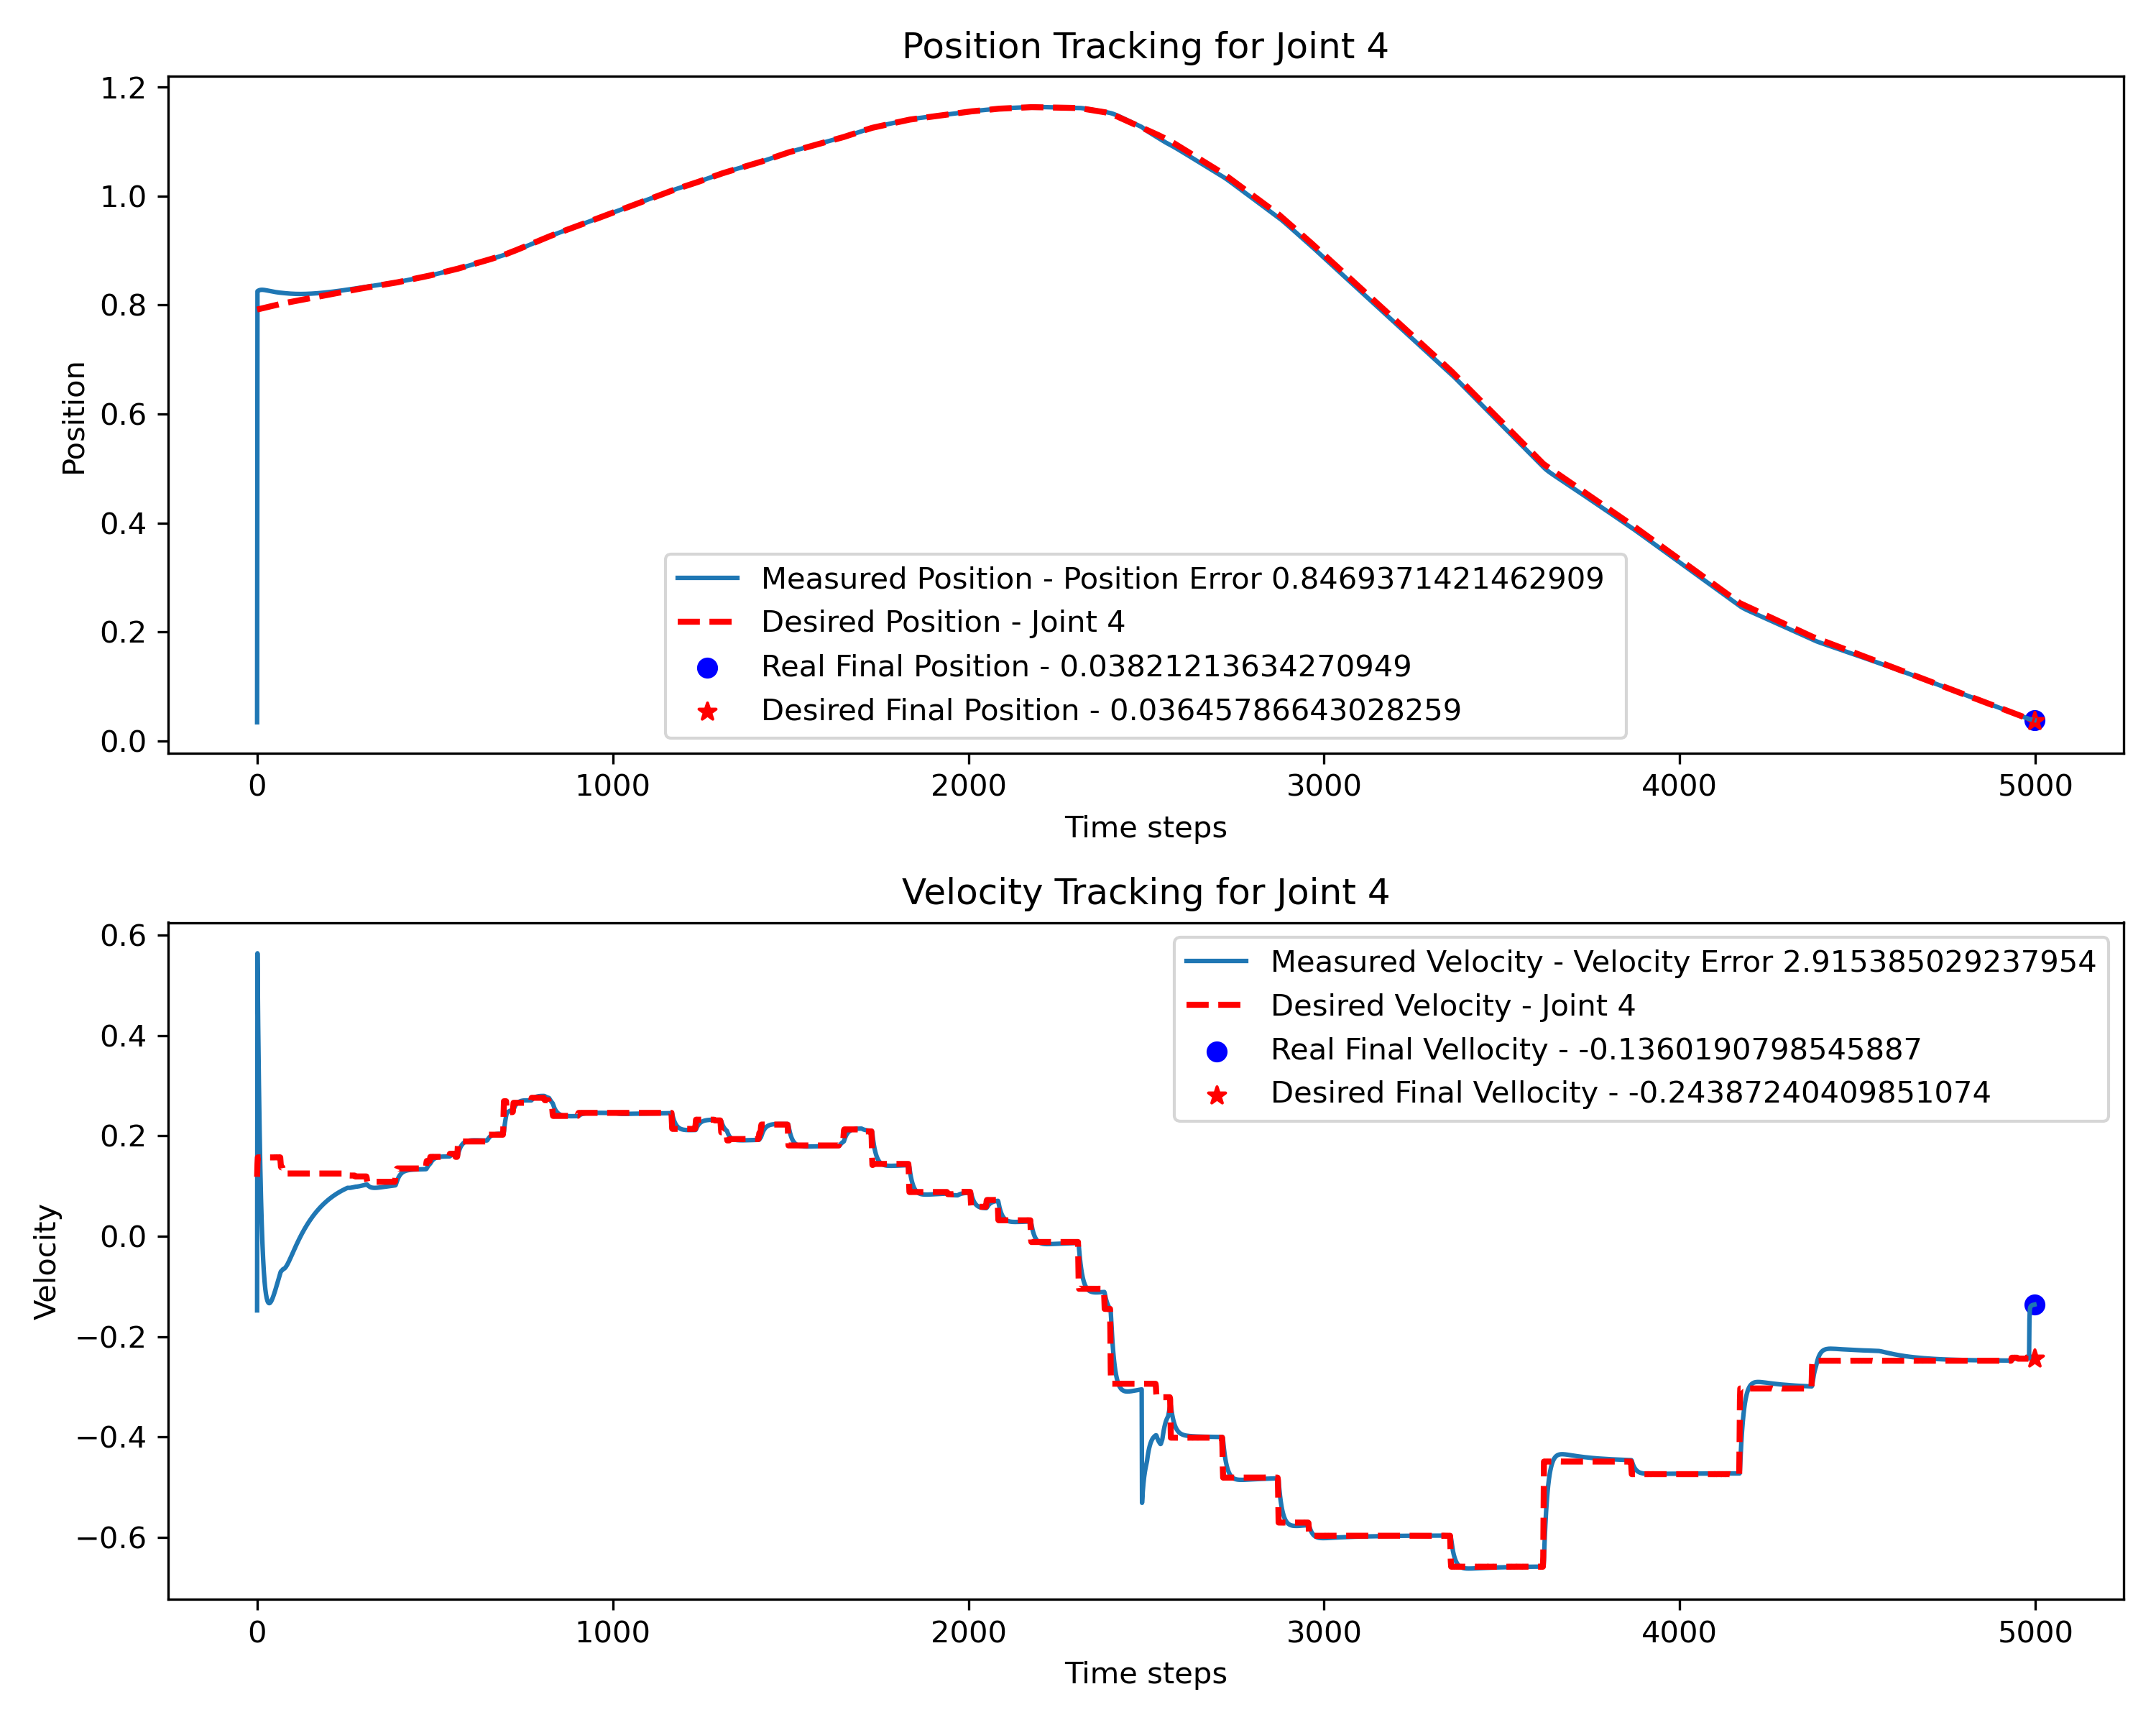 Position Tracking for Joint 4
1.2
1.0
0.8
0.6
0.4
0.2
0.0
Position
Measured Position - Position Error 0.8469371421462909
Desired Position - Joint 4
Real Final Position - 0.03821213634270949
Desired Final Position - 0.03645786643028259
0 1000 2000 3000 4000 5000
Time steps
Velocity Tracking for Joint 4
0.6
0.4
0.2
0.0
−0.2
−0.4
−0.6
Velocity
Measured Velocity - Velocity Error 2.915385029237954
Desired Velocity - Joint 4
Real Final Vellocity - -0.1360190798545887
Desired Final Vellocity - -0.24387240409851074
0 1000 2000 3000 4000 5000
Time steps